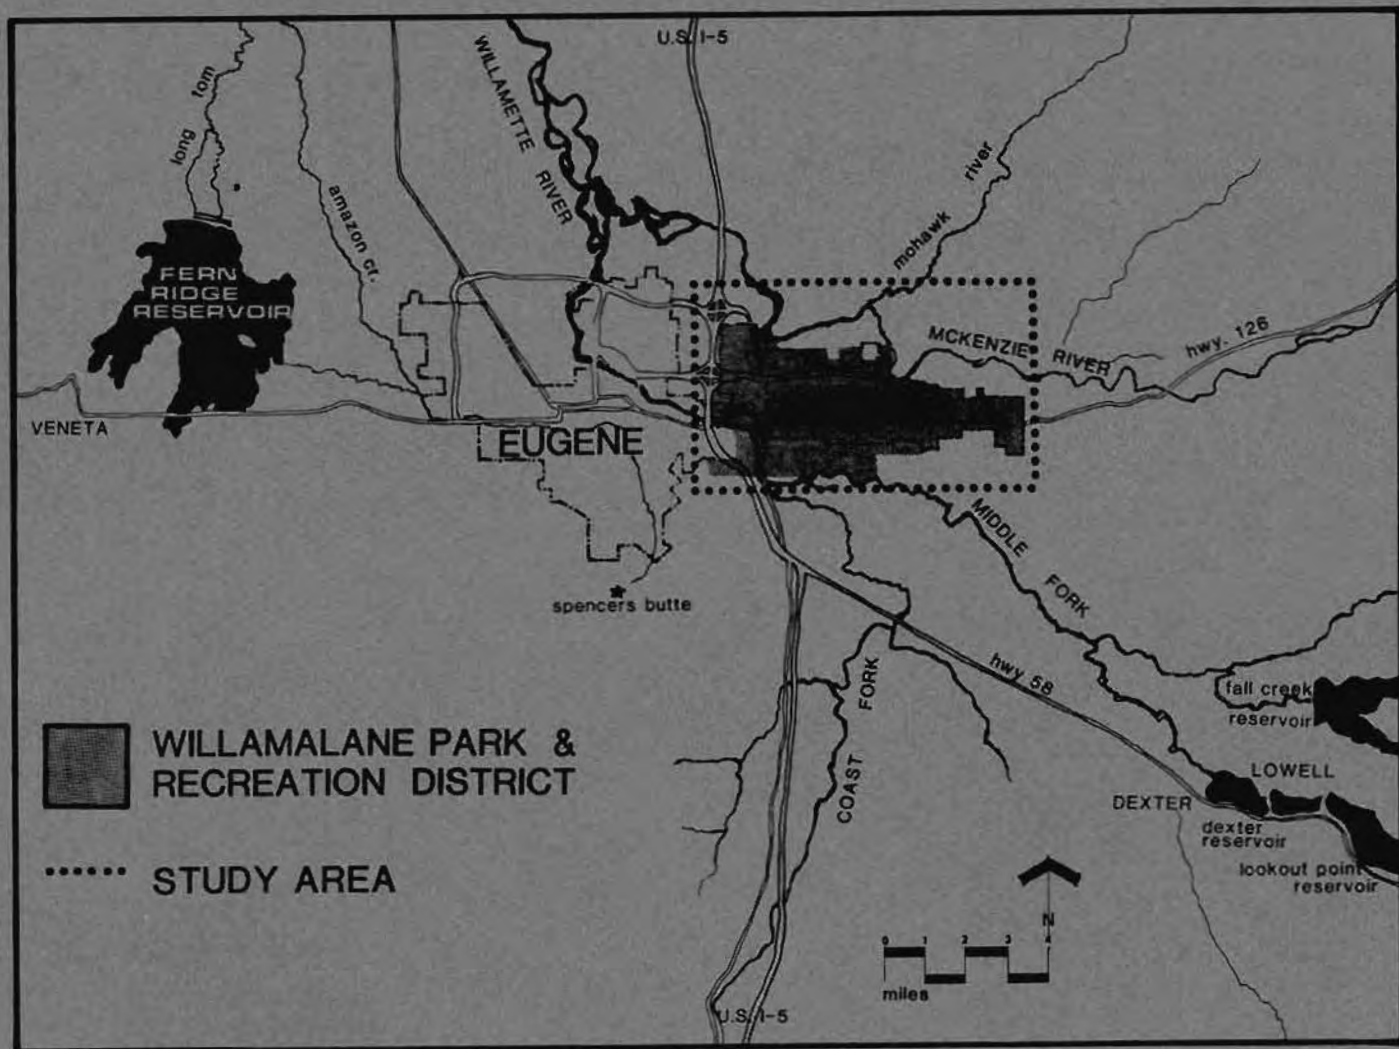 U.S. I-5
WILLAMETTE RIVER
long tom
amazon cr.
mohawk river
FERN
RIDGE
RESERVOIR
MCKENZIE RIVER
hwy. 126
VENETA
EUGENE
spencers butte
MIDDLE FORK
hwy 58
COAST FORK
fall creek
reservoir
LOWELL
DEXTER
dexter
reservoir
lookout point
reservoir
WILLAMALANE PARK &
RECREATION DISTRICT
STUDY AREA
N
0 1 2 3 4
miles
U.S. I-5